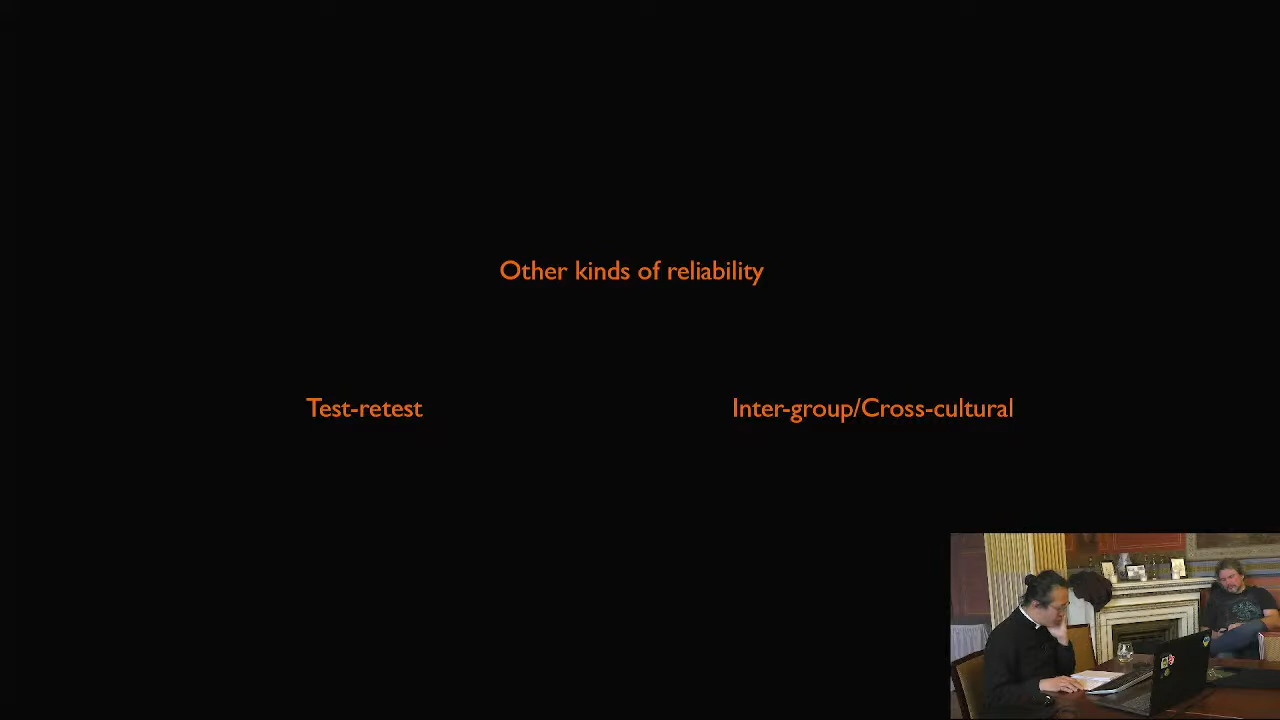 Other kinds of reliability
Test-retest
Inter-group/Cross-cultural